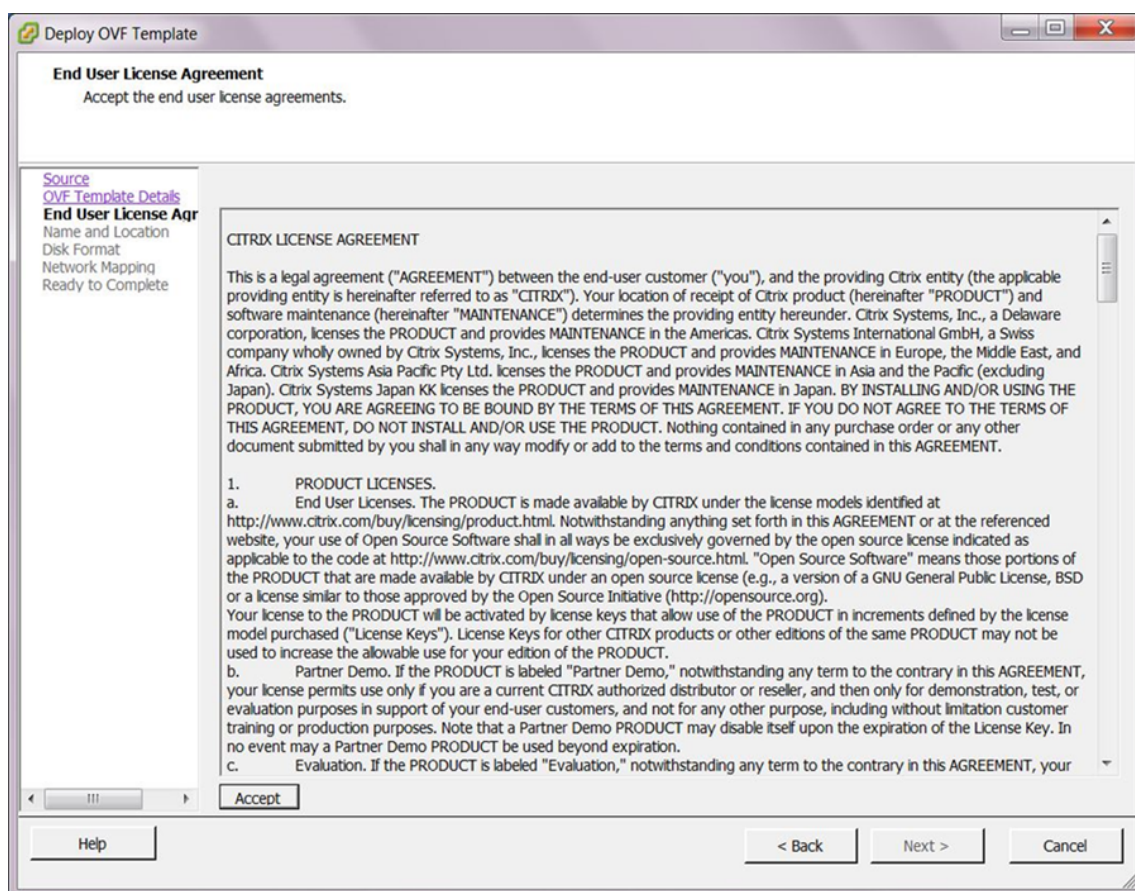 Deploy OVF Template
End User License Agreement
Accept the end user license agreements.
Source
OVF Template Details
End User License Agr
Name and Location
Disk Format
Network Mapping
Ready to Complete
CITRIX LICENSE AGREEMENT
This is a legal agreement ("AGREEMENT") between the end-user customer ("you"), and the providing Citrix entity (the applicable
providing entity is hereinafter referred to as "CITRIX"). Your location of receipt of Citrix product (hereinafter "PRODUCT") and
software maintenance (hereinafter "MAINTENANCE") determines the providing entity hereunder. Citrix Systems, Inc., a Delaware
corporation, licenses the PRODUCT and provides MAINTENANCE in the Americas. Citrix Systems International GmbH, a Swiss
company wholly owned by Citrix Systems, Inc., licenses the PRODUCT and provides MAINTENANCE in Europe, the Middle East, and
Africa. Citrix Systems Asia Pacific Pty Ltd. licenses the PRODUCT and provides MAINTENANCE in Asia and the Pacific (excluding
Japan). Citrix Systems Japan KK licenses the PRODUCT and provides MAINTENANCE in Japan. BY INSTALLING AND/OR USING THE
PRODUCT, YOU ARE AGREEING TO BE BOUND BY THE TERMS OF THIS AGREEMENT. IF YOU DO NOT AGREE TO THE TERMS OF
THIS AGREEMENT, DO NOT INSTALL AND/OR USE THE PRODUCT. Nothing contained in any purchase order or any other
document submitted by you shall in any way modify or add to the terms and conditions contained in this AGREEMENT.
1. PRODUCT LICENSES.
a. End User Licenses. The PRODUCT is made available by CITRIX under the license models identified at
http://www.citrix.com/buy/licensing/product.html. Notwithstanding anything set forth in this AGREEMENT or at the referenced
website, your use of Open Source Software shall in all ways be exclusively governed by the open source license indicated as
applicable to the code at http://www.citrix.com/buy/licensing/open-source.html. "Open Source Software" means those portions of
the PRODUCT that are made available by CITRIX under an open source license (e.g., a version of a GNU General Public License, BSD
or a license similar to those approved by the Open Source Initiative (http://opensource.org).
Your license to the PRODUCT will be activated by license keys that allow use of the PRODUCT in increments defined by the license
model purchased ("License Keys"). License Keys for other CITRIX products or other editions of the same PRODUCT may not be
used to increase the allowable use for your edition of the PRODUCT.
b. Partner Demo. If the PRODUCT is labeled "Partner Demo," notwithstanding any term to the contrary in this AGREEMENT,
your license permits use only if you are a current CITRIX authorized distributor or reseller, and then only for demonstration, test, or
evaluation purposes in support of your end-user customers, and not for any other purpose, including without limitation customer
training or production purposes. Note that a Partner Demo PRODUCT may disable itself upon the expiration of the License Key. In
no event may a Partner Demo PRODUCT be used beyond expiration.
c. Evaluation. If the PRODUCT is labeled "Evaluation," notwithstanding any term to the contrary in this AGREEMENT, your
Accept
Help
< Back
Next >
Cancel